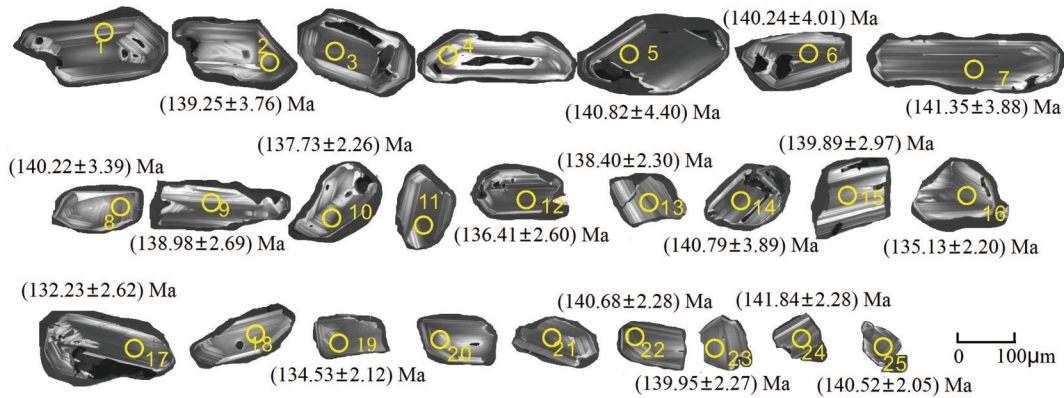 (140.24±4.01) Ma
1 2 3 4 5 6 7
(139.25±3.76) Ma (140.82±4.40) Ma (141.35±3.88) Ma
(137.73±2.26) Ma (139.89±2.97) Ma
(140.22±3.39) Ma (138.40±2.30) Ma
8 9 10 11 12 13 14 15 16
(138.98±2.69) Ma (136.41±2.60) Ma (140.79±3.89) Ma (135.13±2.20) Ma
(132.23±2.62) Ma (140.68±2.28) Ma (141.84±2.28) Ma
17 18 19 20 21 22 23 24 25
0 100μm
(134.53±2.12) Ma (139.95±2.27) Ma (140.52±2.05) Ma